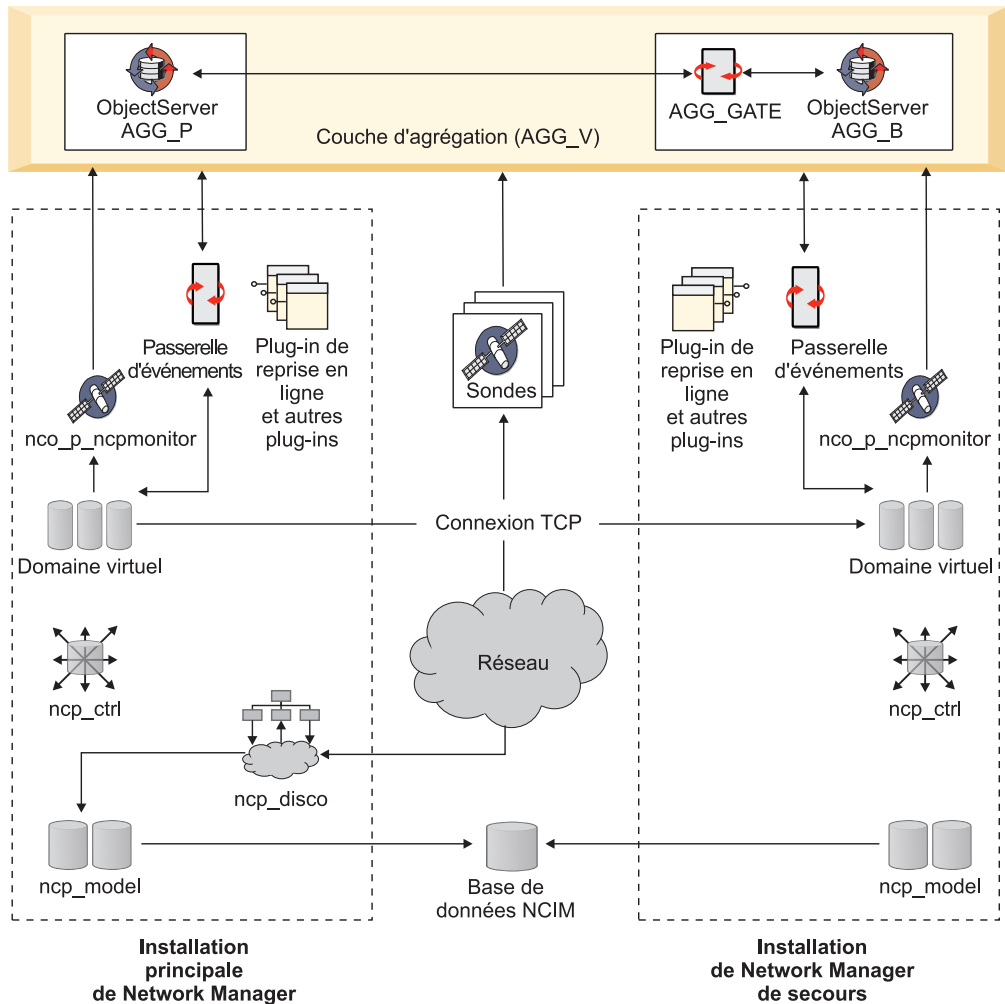 ObjectServer
AGG_P
AGG_GATE
ObjectServer
AGG_B
Couche d'agrégation (AGG_V)
Passerelle
d'événements
Plug-in de
reprise en
ligne
et autres
plug-ins
nco_p_ncpmonitor
Domaine virtuel
ncp_ctrl
ncp_disco
ncp_model
Installation
principale
de Network Manager
Sondes
Connexion TCP
Réseau
Base de
données NCIM
Plug-in de
reprise en
ligne
et autres
plug-ins
Passerelle
d'événements
nco_p_ncpmonitor
Domaine virtuel
ncp_ctrl
ncp_model
Installation
de Network Manager
de secours